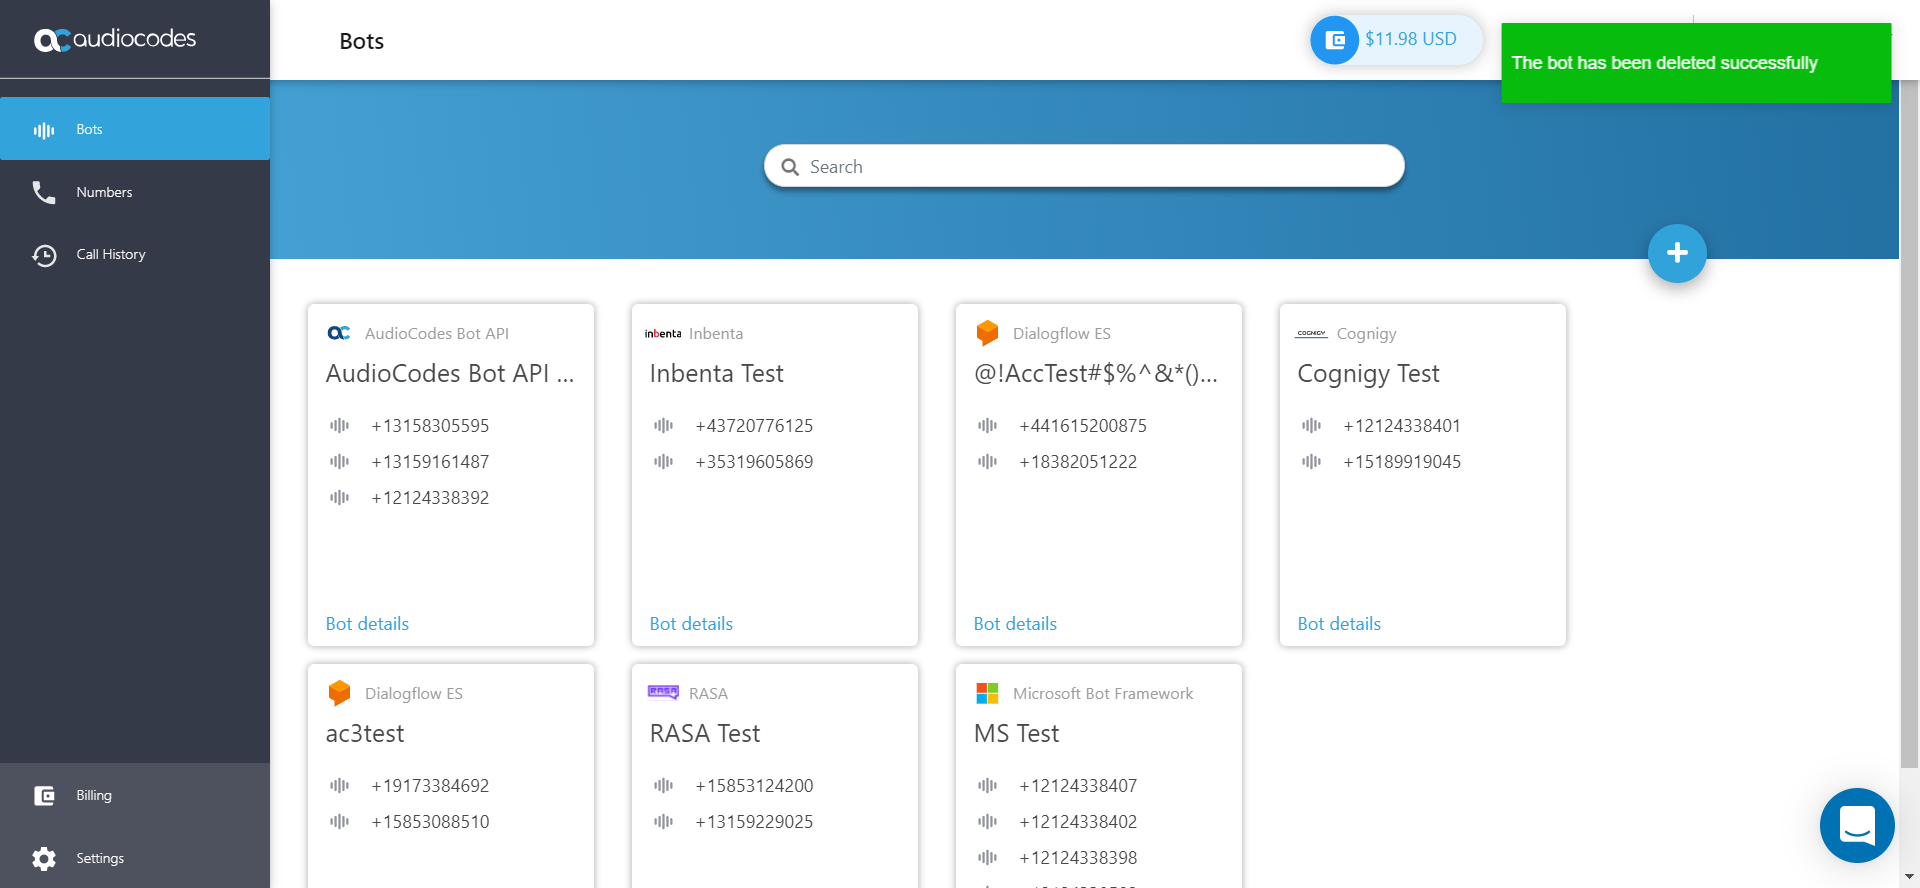 audiocodes
Bots
$11.98 USD
The bot has been deleted successfully
Bots
Numbers
Call History
Search
AudioCodes Bot API
AudioCodes Bot API ...
+13158305595
+13159161487
+12124338392
Bot details
inbenta Inbenta
Inbenta Test
+43720776125
+35319605869
Bot details
Dialogflow ES
@!AccTest#$%^&*()...
+441615200875
+18382051222
Bot details
COGNIGY Cognigy
Cognigy Test
+12124338401
+15189919045
Bot details
Dialogflow ES
ac3test
+19173384692
+15853088510
RASA RASA
RASA Test
+15853124200
+13159229025
Microsoft Bot Framework
MS Test
+12124338407
+12124338402
+12124338398
Billing
Settings